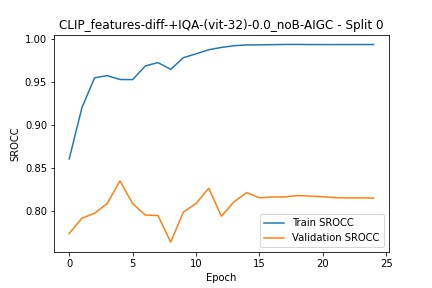 CLIP_features-diff-+IQA-(vit-32)-0.0_noB-AIGC - Split 0
1.00
0.95
0.90
0.85
0.80
SROCC
0
5
10
15
20
25
Epoch
Train SROCC
Validation SROCC